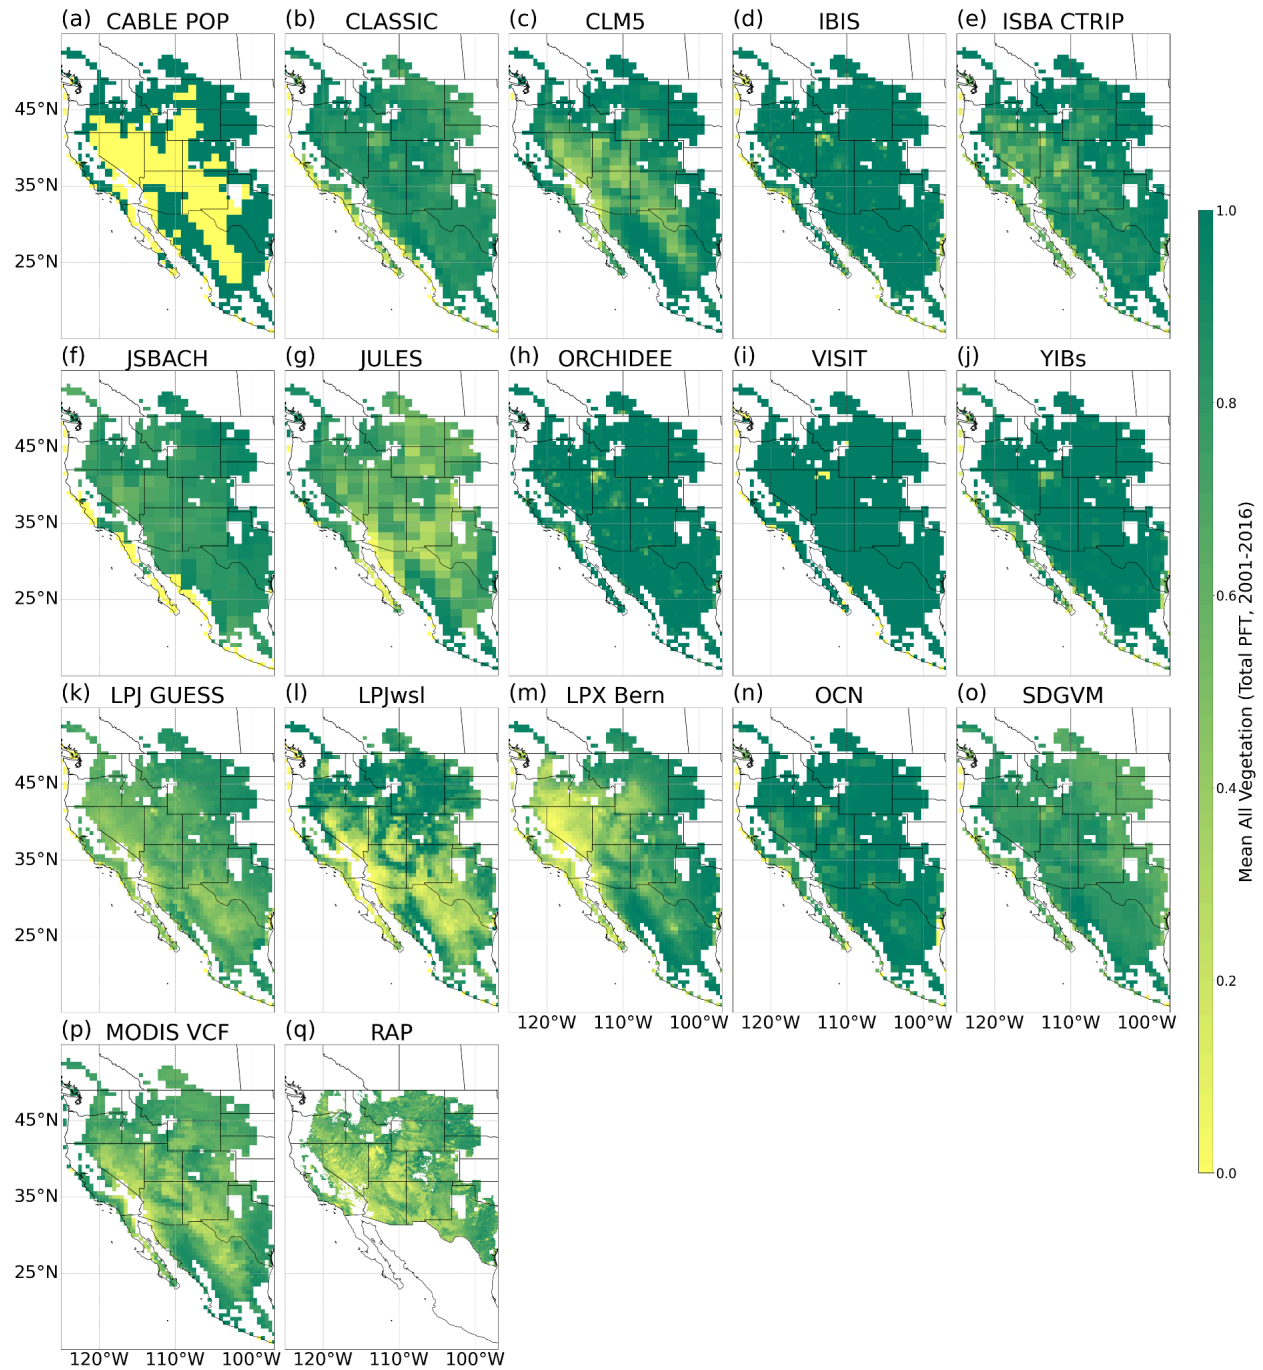 (a) CABLE POP
(b) CLASSIC
(c) CLM5
(d) IBIS
(e) ISBA CTRIP
45°N
35°N
25°N
(f) JSBACH
(g) JULES
(h) ORCHIDEE
(i) VISIT
(j) YIBs
45°N
35°N
25°N
(k) LPJ GUESS
(l) LPJwsl
(m) LPX Bern
(n) OCN
(o) SDGVM
45°N
35°N
25°N
120°W 110°W 100°W
120°W 110°W 100°W
120°W 110°W 100°W
(p) MODIS VCF
(q) RAP
45°N
35°N
25°N
120°W 110°W 100°W
120°W 110°W 100°W
1.0
0.8
0.6
0.4
0.2
0.0
Mean All Vegetation (Total PFT, 2001-2016)